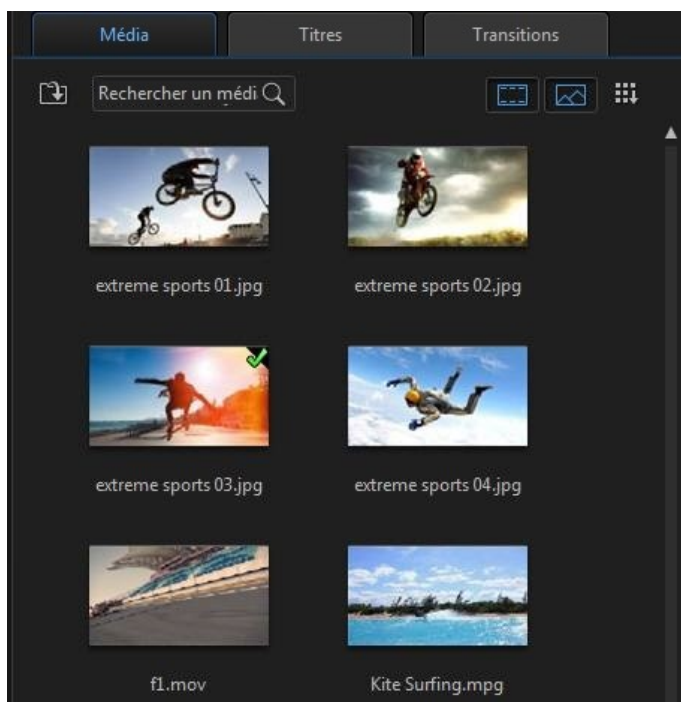 Média Titres Transitions
Rechercher un médi
extreme sports 01.jpg extreme sports 02.jpg
extreme sports 03.jpg extreme sports 04.jpg
f1.mov Kite Surfing.mpg